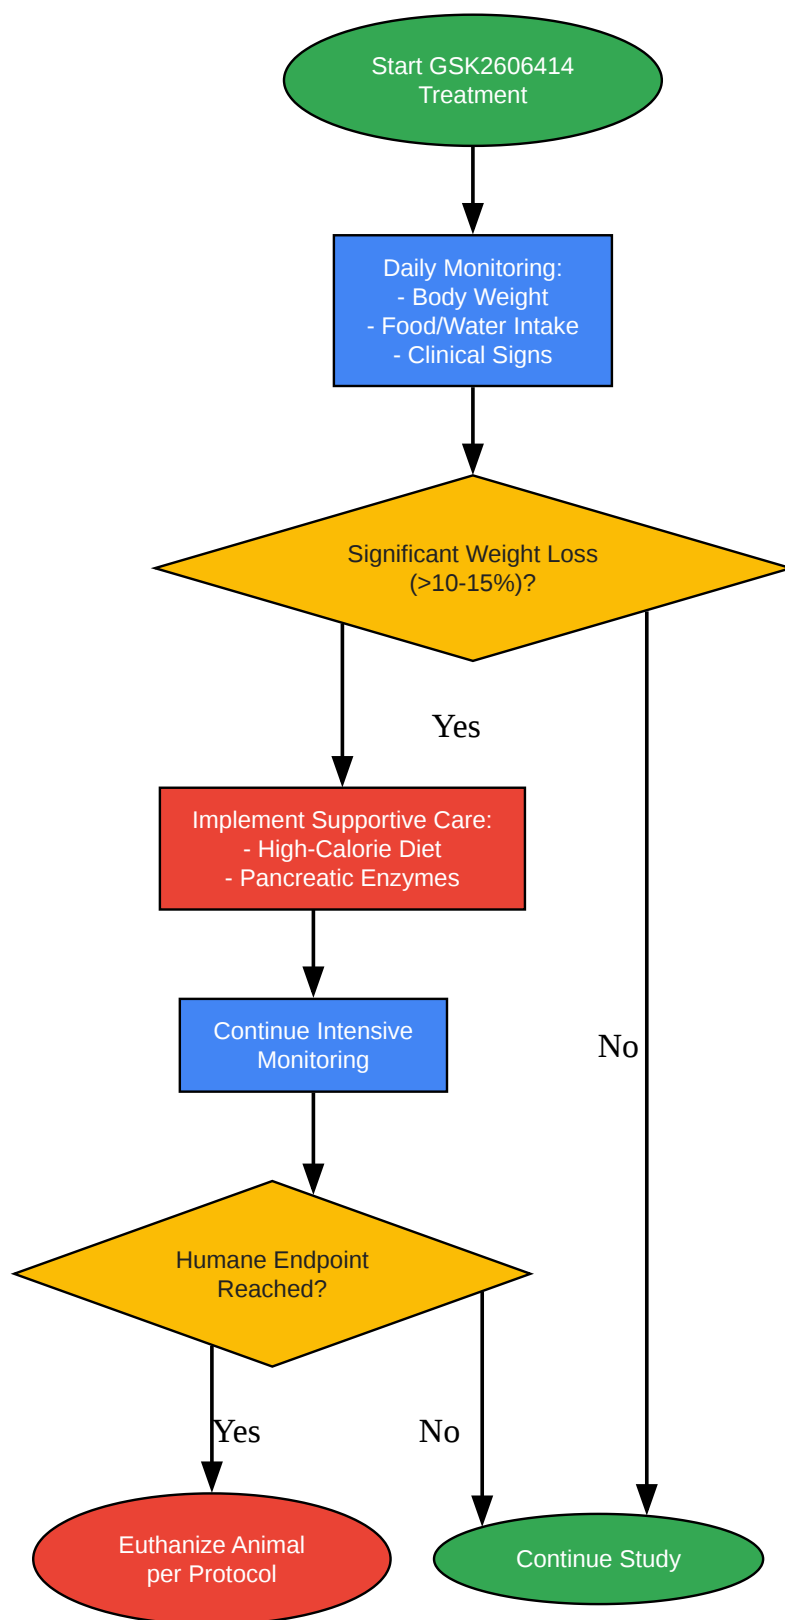 Start GSK2606414
Treatment
Daily Monitoring:
- Body Weight
- Food/Water Intake
- Clinical Signs
Significant Weight Loss
(>10-15%)?
Yes
Implement Supportive Care:
- High-Calorie Diet
- Pancreatic Enzymes
Continue Intensive
Monitoring
No
Humane Endpoint
Reached?
Yes
No
Euthanize Animal
per Protocol
Continue Study